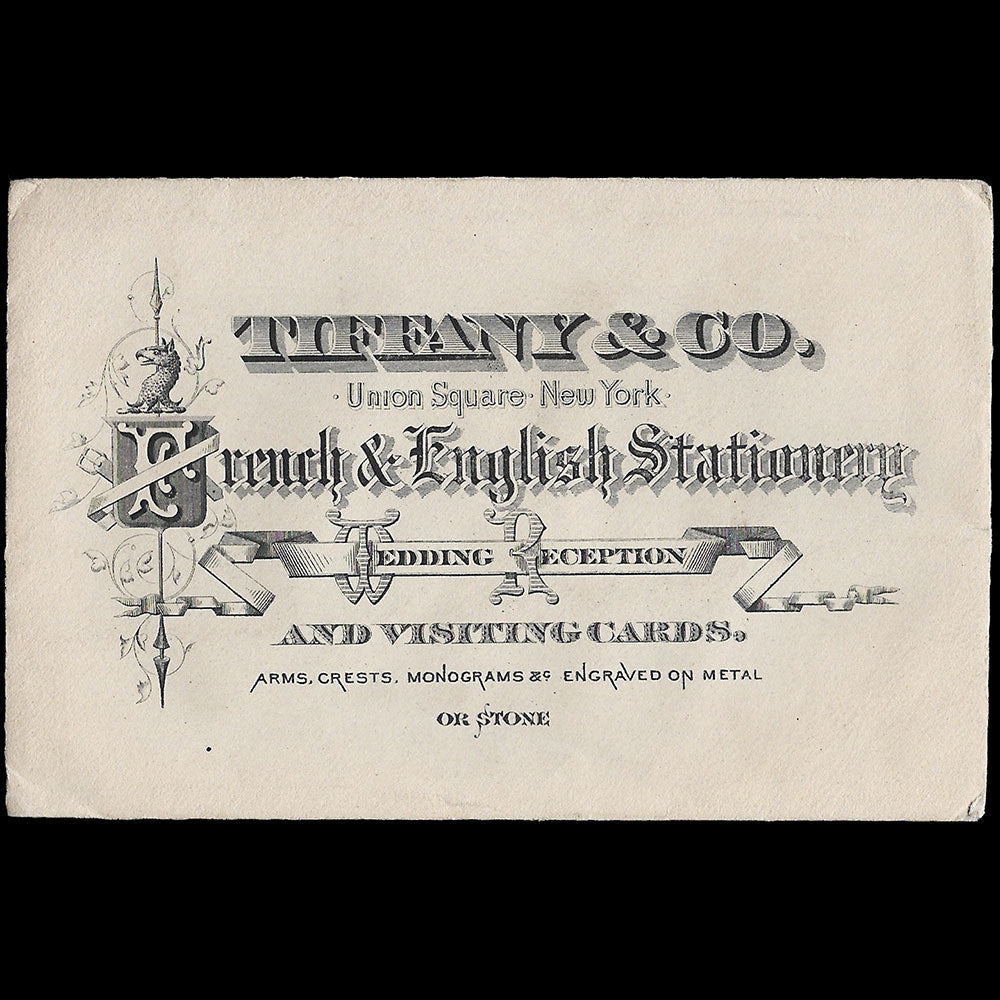 TIFFANY & CO.
· Union Square · New York ·
French & English Stationery
WEDDING RECEPTION
AND VISITING CARDS.
ARMS, CRESTS, MONOGRAMS &c ENGRAVED ON METAL
OR STONE